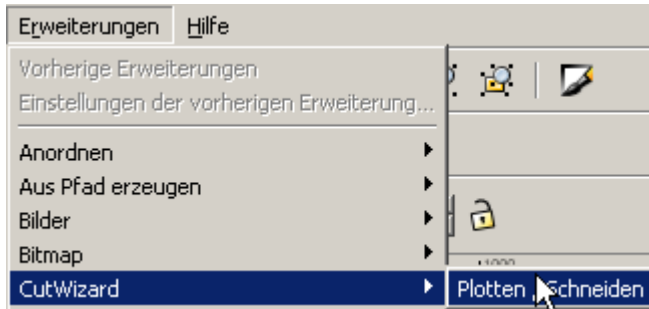 Erweiterungen Hilfe
Vorherige Erweiterungen
Einstellungen der vorherigen Erweiterung...
Anordnen
Aus Pfad erzeugen
Bilder
Bitmap
CutWizard
Plotten , Schneiden